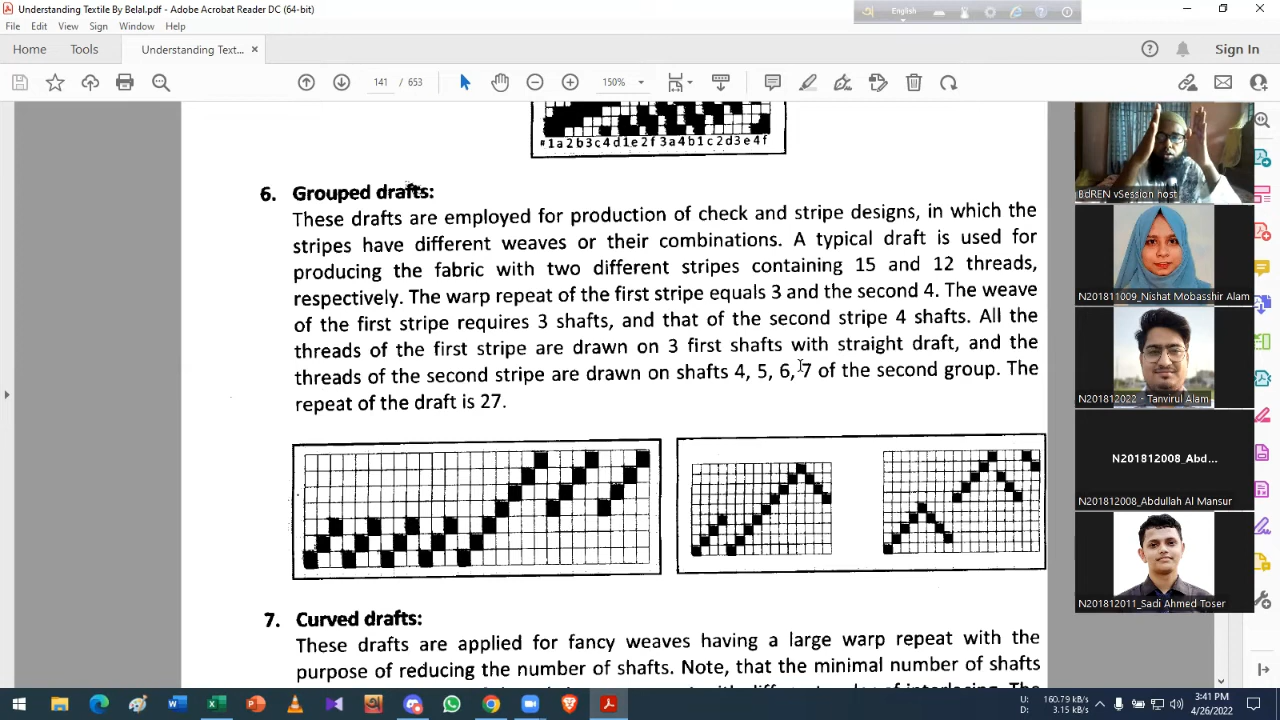 Understanding Textile By Belal.pdf - Adobe Acrobat Reader DC (64-bit)
English
File Edit View Sign Window Help
Home Tools Understanding Text... × Sign In
141 / 653 150%
#1a2b3c4d1e2f3a4b1c2d3e4f
6. Grouped drafts:
These drafts are employed for production of check and stripe designs, in which the
stripes have different weaves or their combinations. A typical draft is used for
producing the fabric with two different stripes containing 15 and 12 threads,
respectively. The warp repeat of the first stripe equals 3 and the second 4. The weave
of the first stripe requires 3 shafts, and that of the second stripe 4 shafts. All the
threads of the first stripe are drawn on 3 first shafts with straight draft, and the
threads of the second stripe are drawn on shafts 4, 5, 6, 7 of the second group. The
repeat of the draft is 27.
7. Curved drafts:
These drafts are applied for fancy weaves having a large warp repeat with the
purpose of reducing the number of shafts. Note, that the minimal number of shafts
BdREN vSession host
N201811009_Nishat Mobasshir Alam
N201812022 - Tanvirul Alam
N201812008_Abd...
N201812008_Abdullah Al Mansur
N201812011_Sadi Ahmed Toser
U: 160.79 kB/s
D: 3.15 kB/s
3:41 PM
4/26/2022